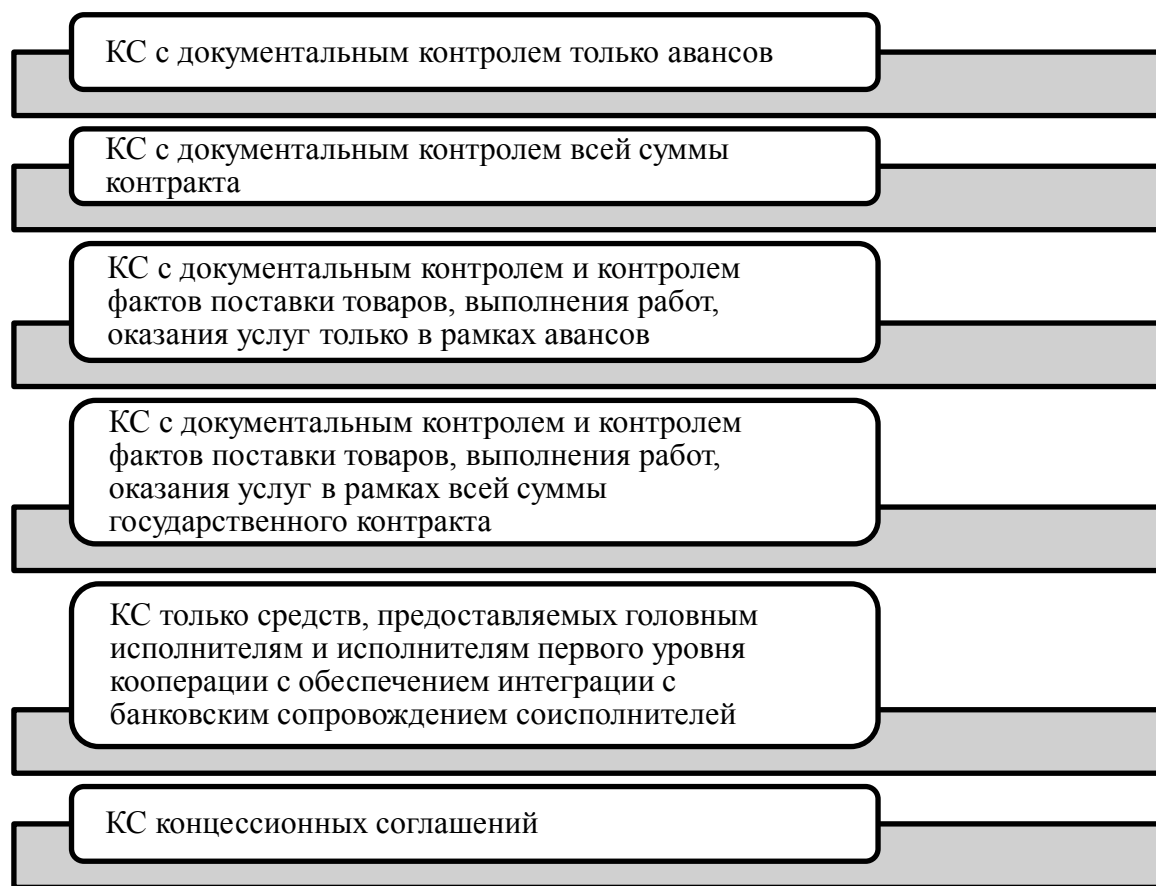 КС с документальным контролем только авансов
КС с документальным контролем всей суммы
контракта
КС с документальным контролем и контролем
фактов поставки товаров, выполнения работ,
оказания услуг только в рамках авансов
КС с документальным контролем и контролем
фактов поставки товаров, выполнения работ,
оказания услуг в рамках всей суммы
государственного контракта
КС только средств, предоставляемых головным
исполнителям и исполнителям первого уровня
кооперации с обеспечением интеграции с
банковским сопровождением соисполнителей
КС концессионных соглашений